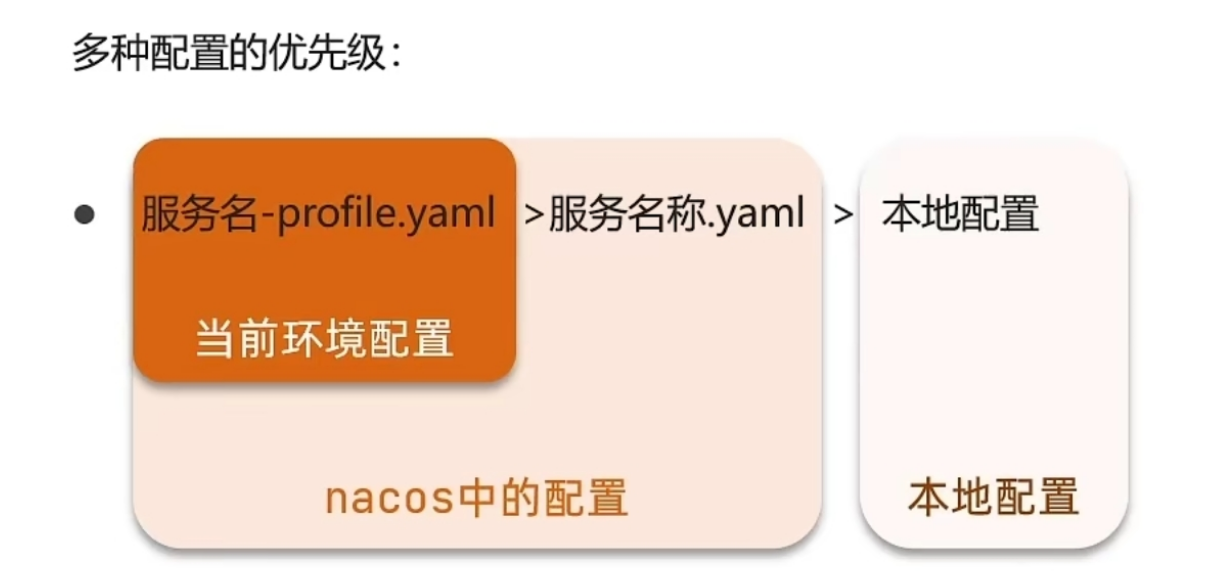 多种配置的优先级：
● 服务名-profile.yaml >服务名称.yaml > 本地配置
当前环境配置
nacos中的配置 本地配置